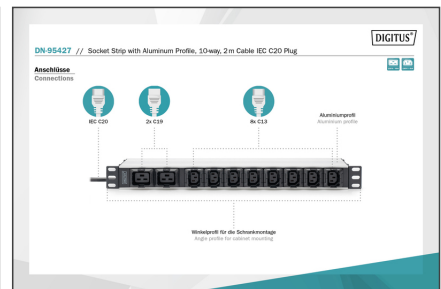 DIGITUS®
DN-95427 // Socket Strip with Aluminum Profile, 10-way, 2 m Cable IEC C20 Plug
Anschlüsse
Connections
IEC C20
2x C19
8x C13
Aluminiumprofil
Aluminium profile
Winkelprofil für die Schrankmontage
Angle profile for cabinet mounting